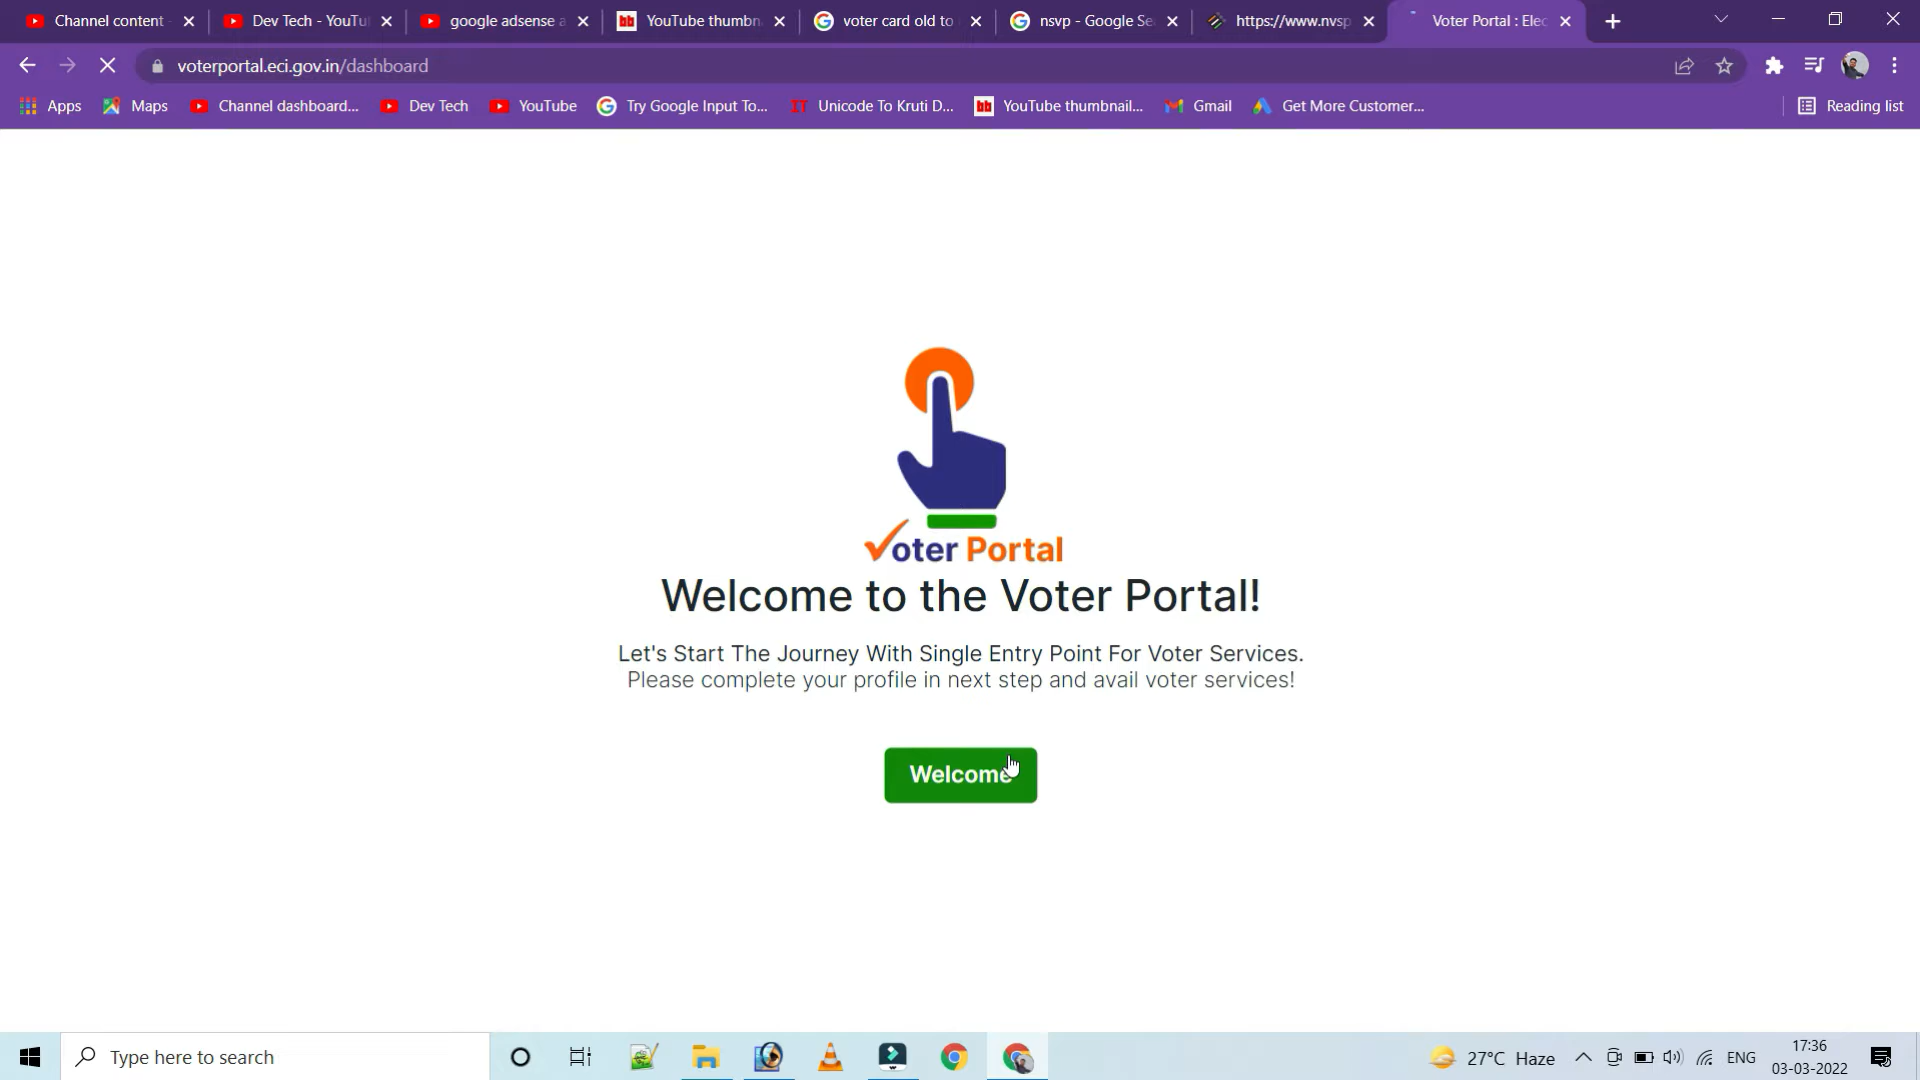 Channel content
Dev Tech - YouTu
google adsense a
YouTube thumbn
voter card old to
nsvp - Google Se
https://www.nvsp
Voter Portal : Elec
voterportal.eci.gov.in/dashboard
Apps
Maps
Channel dashboard...
Dev Tech
YouTube
Try Google Input To...
IT Unicode To Kruti D...
bb YouTube thumbnail...
Gmail
Get More Customer...
Reading list
Voter Portal
Welcome to the Voter Portal!
Let's Start The Journey With Single Entry Point For Voter Services.
Please complete your profile in next step and avail voter services!
Welcome
Type here to search
27°C Haze
ENG
17:36
03-03-2022